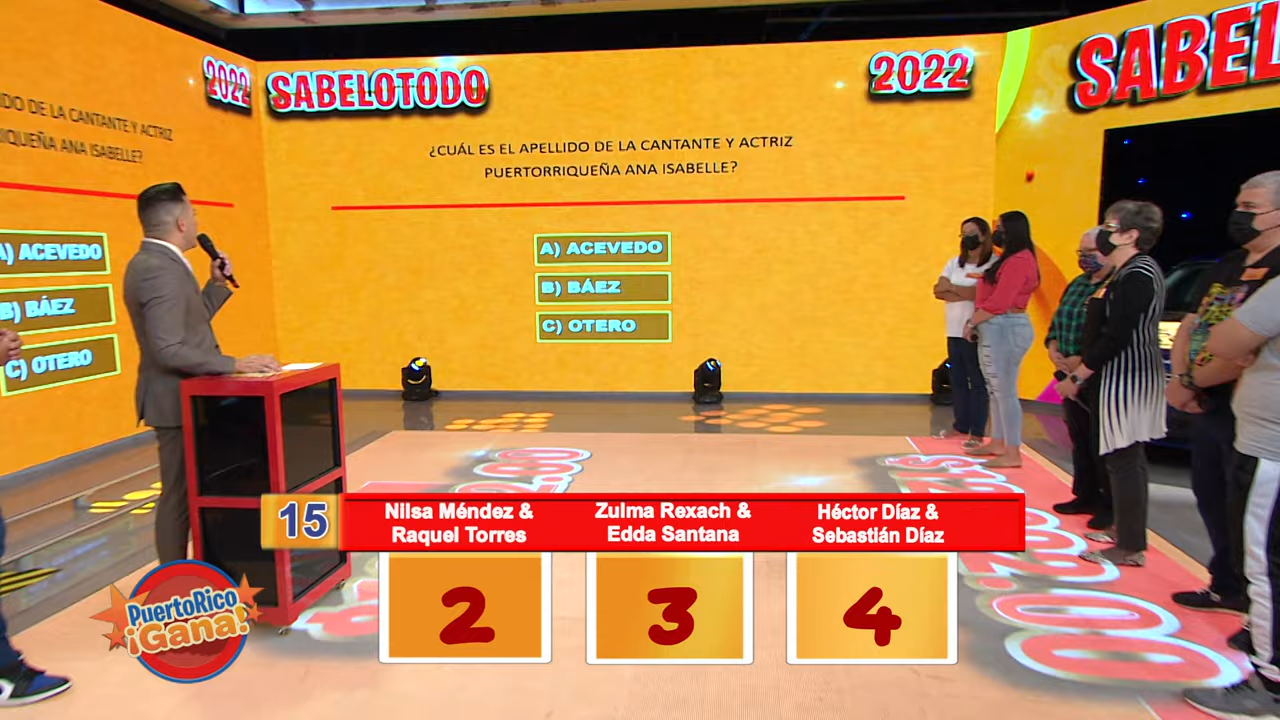 2022
SABELOTODO
2022
SABEL
DO DE LA CANTANTE Y ACTRIZ
RIQUEÑA ANA ISABELLE?
¿CUÁL ES EL APELLIDO DE LA CANTANTE Y ACTRIZ
PUERTORRIQUEÑA ANA ISABELLE?
A) ACEVEDO
B) BÁEZ
C) OTERO
A) ACEVEDO
B) BÁEZ
C) OTERO
15
Nilsa Méndez &
Raquel Torres
Zulma Rexach &
Edda Santana
Héctor Díaz &
Sebastián Díaz
2
3
4
PuertoRico
¡Gana!